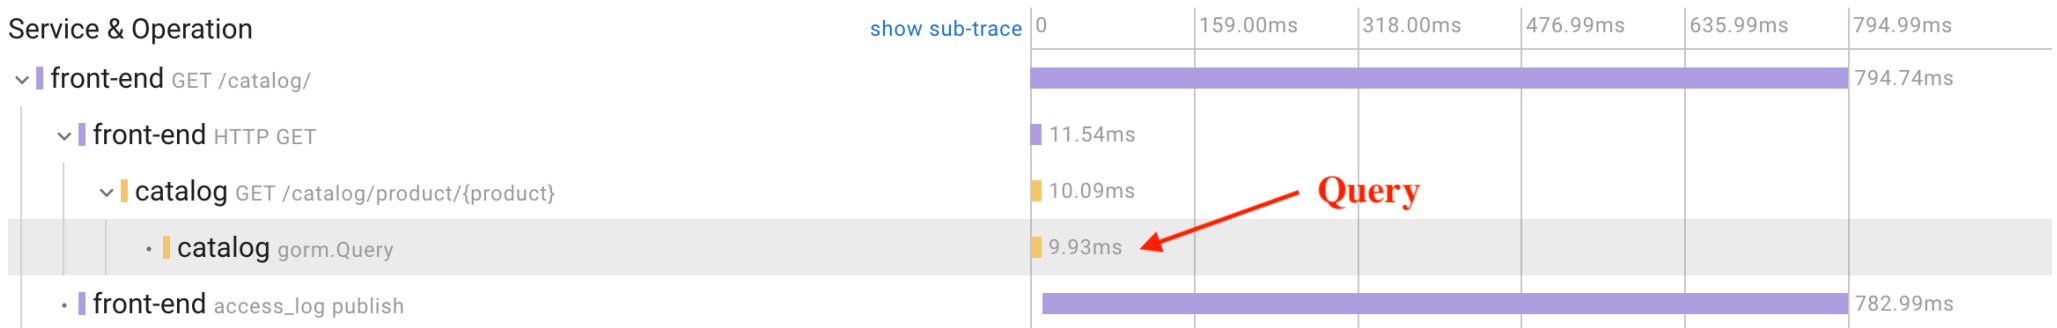 Service & Operation show sub-trace 0 159.00ms 318.00ms 476.99ms 635.99ms 794.99ms
front-end GET /catalog/ 794.74ms
front-end HTTP GET 11.54ms
catalog GET /catalog/product/{product} 10.09ms Query
catalog gorm.Query 9.93ms
front-end access_log publish 782.99ms